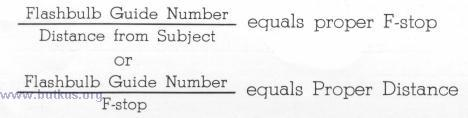 Flashbulb Guide Number
equals proper F-stop
Distance from Subject
or
Flashbulb Guide Number
equals Proper Distance
www.butkus.org
F-stop